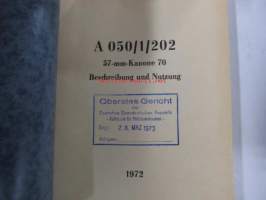 A 050/1/202
57-mm-Kanone 70
Beschreibung und Nutzung
Oberstes Gericht
der
Deutschen Demokratischen Republik
2 8. MRZ. 1973
1972